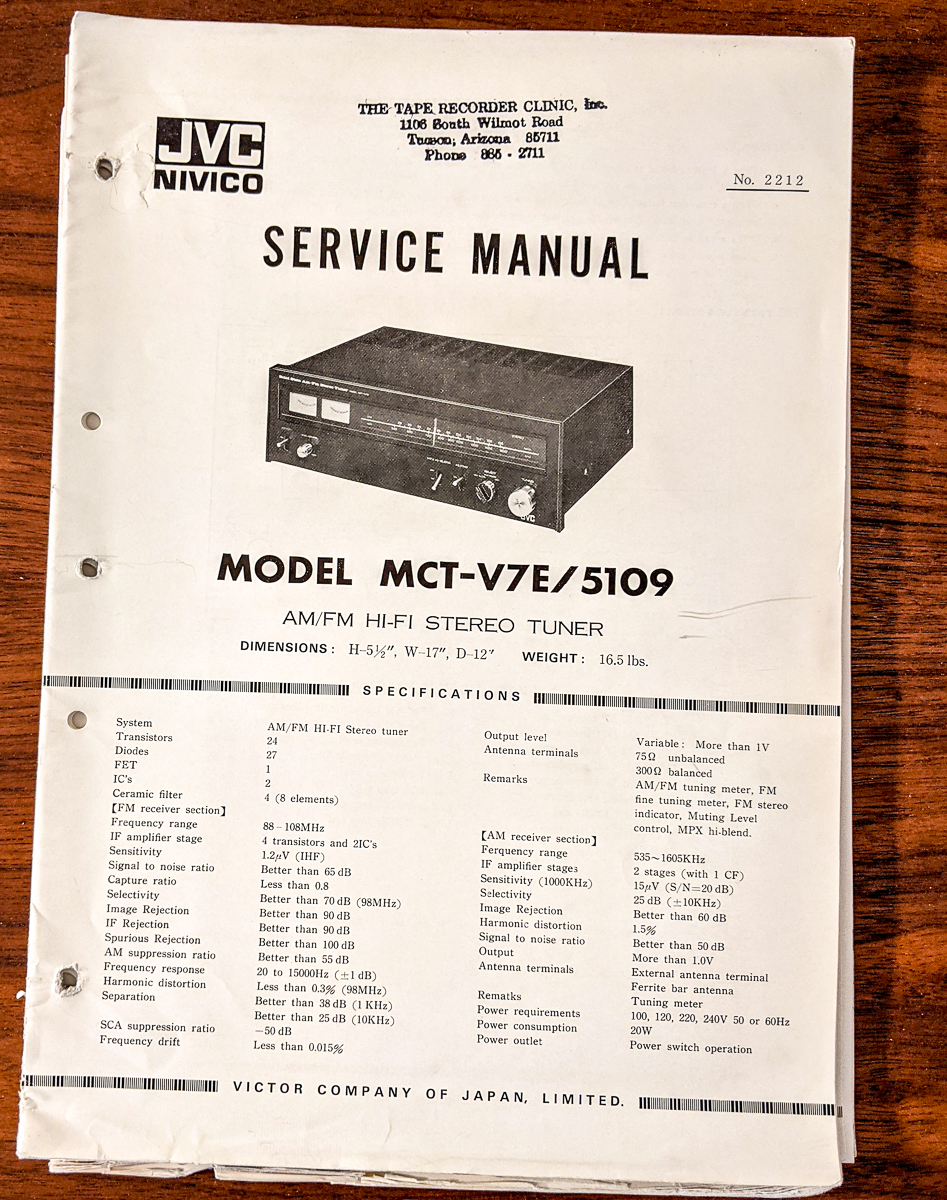 THE TAPE RECORDER CLINIC, Inc.
1106 South Wilmot Road
Tucson, Arizona 85711
Phone 885 - 2711
JVC
NIVICO
No. 2212
SERVICE MANUAL
JVC
MODEL MCT-V7E/5109
AM/FM HI-FI STEREO TUNER
DIMENSIONS: H-5½", W-17", D-12" WEIGHT: 16.5 lbs.
SPECIFICATIONS
System AM/FM HI-FI Stereo tuner
Transistors 24
Diodes 27
FET 1
IC's 2
Ceramic filter 4 (8 elements)
【FM receiver section】
Frequency range 88-108MHz
IF amplifier stage 4 transistors and 2IC's
Sensitivity 1.2μV (IHF)
Signal to noise ratio Better than 65 dB
Capture ratio Less than 0.8
Selectivity Better than 70 dB (98MHz)
Image Rejection Better than 90 dB
IF Rejection Better than 90 dB
Spurious Rejection Better than 100 dB
AM suppression ratio Better than 55 dB
Frequency response 20 to 15000Hz (±1 dB)
Harmonic distortion Less than 0.3% (98MHz)
Separation Better than 38 dB (1 KHz)
Better than 25 dB (10KHz)
SCA suppression ratio -50 dB
Frequency drift Less than 0.015%
Output level Variable: More than 1V
Antenna terminals 75Ω unbalanced
300Ω balanced
Remarks AM/FM tuning meter, FM
fine tuning meter, FM stereo
indicator, Muting Level
control, MPX hi-blend.
【AM receiver section】
Ferquency range 535~1605KHz
IF amplifier stages 2 stages (with 1 CF)
Sensitivity (1000KHz) 15μV (S/N=20 dB)
Selectivity 25 dB (±10KHz)
Image Rejection Better than 60 dB
Harmonic distortion 1.5%
Signal to noise ratio Better than 50 dB
Output More than 1.0V
Antenna terminals External antenna terminal
Ferrite bar antenna
Rematks Tuning meter
Power requirements 100, 120, 220, 240V 50 or 60Hz
Power consumption 20W
Power outlet Power switch operation
VICTOR COMPANY OF JAPAN, LIMITED.